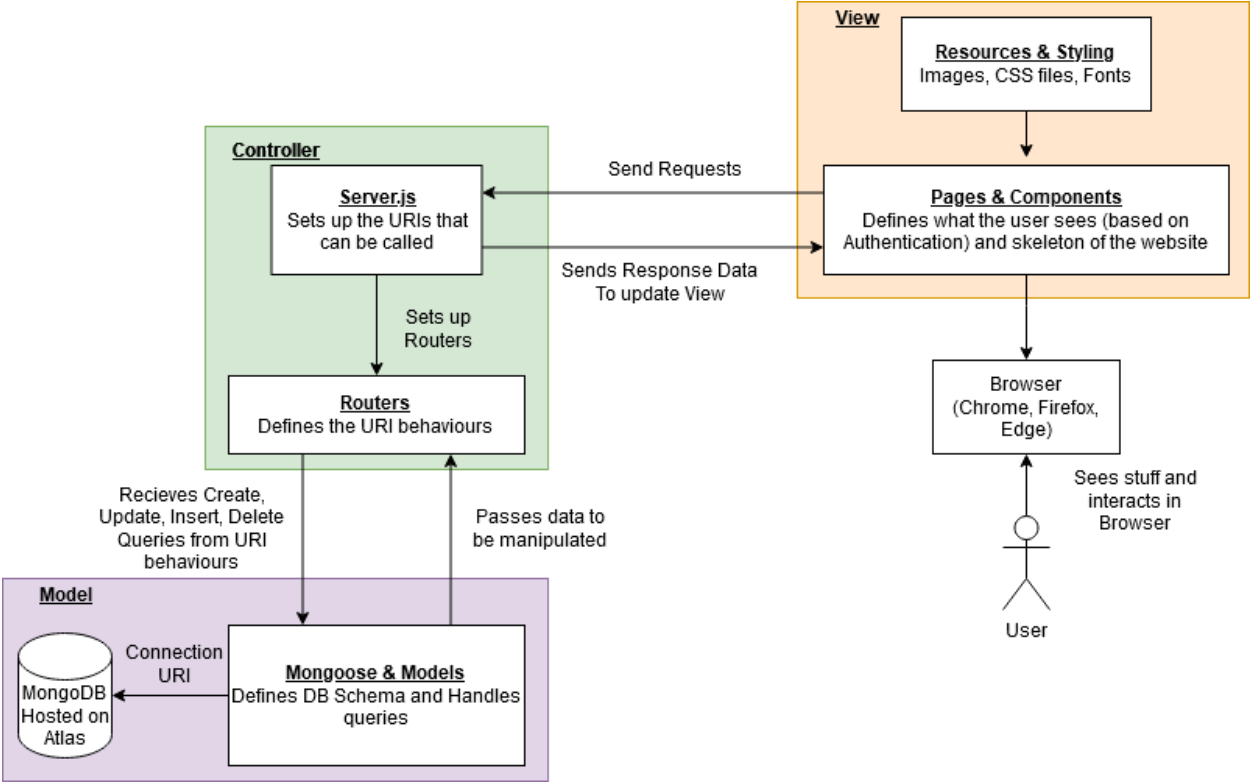 View
Resources & Styling
Images, CSS files, Fonts
Controller
Server.js
Sets up the URIs that
can be called
Send Requests
Pages & Components
Defines what the user sees (based on
Authentication) and skeleton of the website
Sends Response Data
To update View
Sets up
Routers
Routers
Defines the URI behaviours
Browser
(Chrome, Firefox,
Edge)
Sees stuff and
interacts in
Browser
User
Recieves Create,
Update, Insert, Delete
Queries from URI
behaviours
Passes data to
be manipulated
Model
Connection
URI
MongoDB
Hosted on
Atlas
Mongoose & Models
Defines DB Schema and Handles
queries